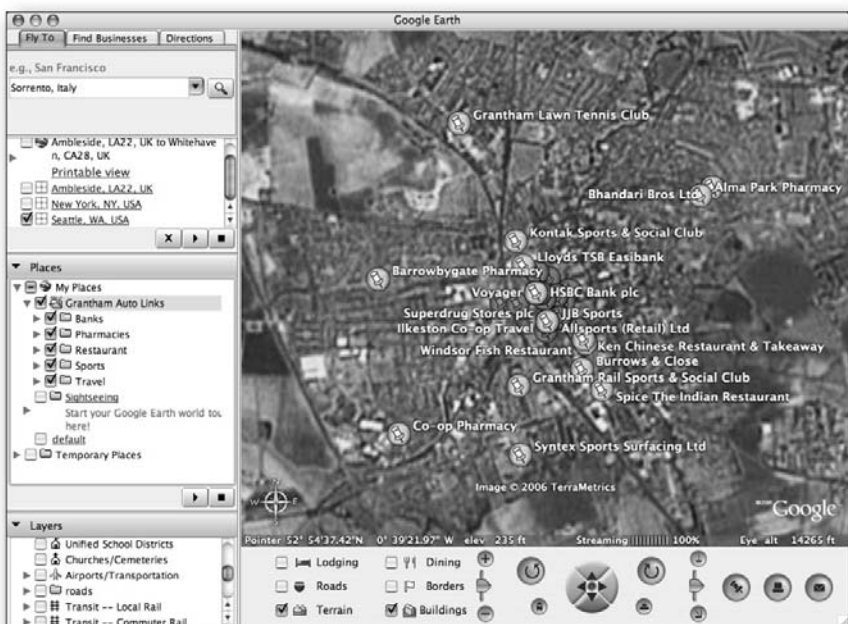 Google Earth
Fly To
Find Businesses
Directions
e.g., San Francisco
Sorrento, Italy
Ambleside, LA22, UK to Whitehave
n, CA28, UK
Printable view
Ambleside, LA22, UK
New York, NY, USA
Seattle, WA, USA
Places
My Places
Grantham Auto Links
Banks
Pharmacies
Restaurant
Sports
Travel
Sightseeing
Start your Google Earth world tou
here!
default
Temporary Places
Layers
Unified School Districts
Churches/Cemeteries
Airports/Transportation
roads
Transit -- Local Rail
Transit -- Commuter Rail
Grantham Lawn Tennis Club
Bhandari Bros Ltd
Alma Park Pharmacy
Kontak Sports & Social Club
Lloyds TSB Easibank
Barrowbygate Pharmacy
Voyager
HSBC Bank plc
Superdrug Stores plc
JJB Sports
Ilkeston Co-op Travel
Allsports (Retail) Ltd
Ken Chinese Restaurant & Takeaway
Windsor Fish Restaurant
Burrows & Close
Grantham Rail Sports & Social Club
Spice The Indian Restaurant
Co-op Pharmacy
Syntex Sports Surfacing Ltd
Image © 2006 TerraMetrics
N
W
E
S
Google
Pointer 52° 54'37.42"N 0° 39'21.97" W elev 235 ft
Streaming 100%
Eye alt 14265 ft
Lodging
Dining
Roads
Borders
Terrain
Buildings